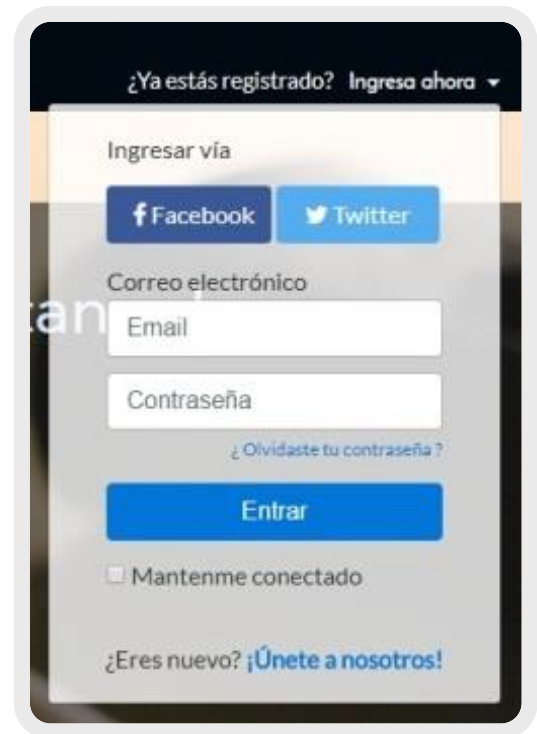 ¿Ya estás registrado? Ingresa ahora
Ingresar vía
Facebook Twitter
Correo electrónico
Email
Contraseña
¿Olvidaste tu contraseña?
Entrar
Mantenme conectado
¿Eres nuevo? ¡Únete a nosotros!